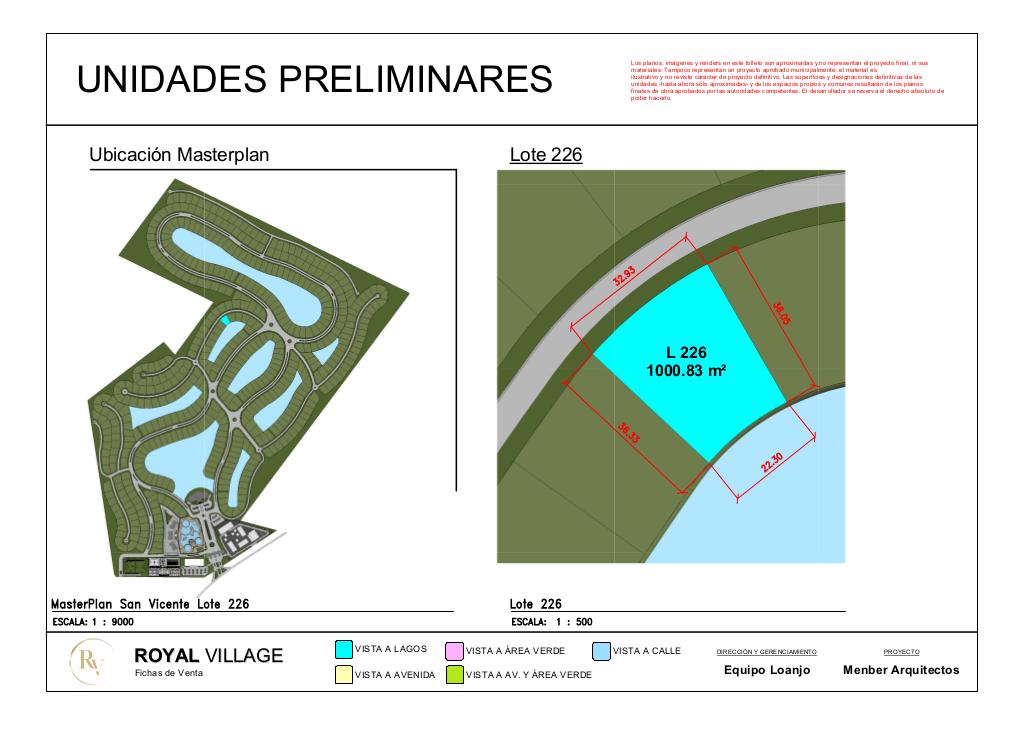 UNIDADES PRELIMINARES
Los planos, imágenes y renders en este folleto son aproximadas y no representan el proyecto final, ni sus
materiales. Tampoco representan un proyecto aprobado municipalmente, el material es
ilustrativo y no reviste carácter de proyecto definitivo. Las superficies y designaciones definitivas de las
unidades -hasta ahora sólo aproximadas- y de los espacios propios y comunes resultarán de los planos
finales de obra aprobados por las autoridades competentes. El desarrollador se reserva el derecho absoluto de
poder hacerlo.
Ubicación Masterplan
Lote 226
32.93
36.05
L 226
1000.83 m²
36.33
22.30
MasterPlan San Vicente Lote 226
ESCALA: 1 : 9000
Lote 226
ESCALA: 1 : 500
RV
ROYAL VILLAGE
Fichas de Venta
VISTA A LAGOS
VISTA A ÁREA VERDE
VISTA A CALLE
VISTA A AVENIDA
VISTA A AV. Y ÁREA VERDE
DIRECCIÓN Y GERENCIAMIENTO
Equipo Loanjo
PROYECTO
Menber Arquitectos